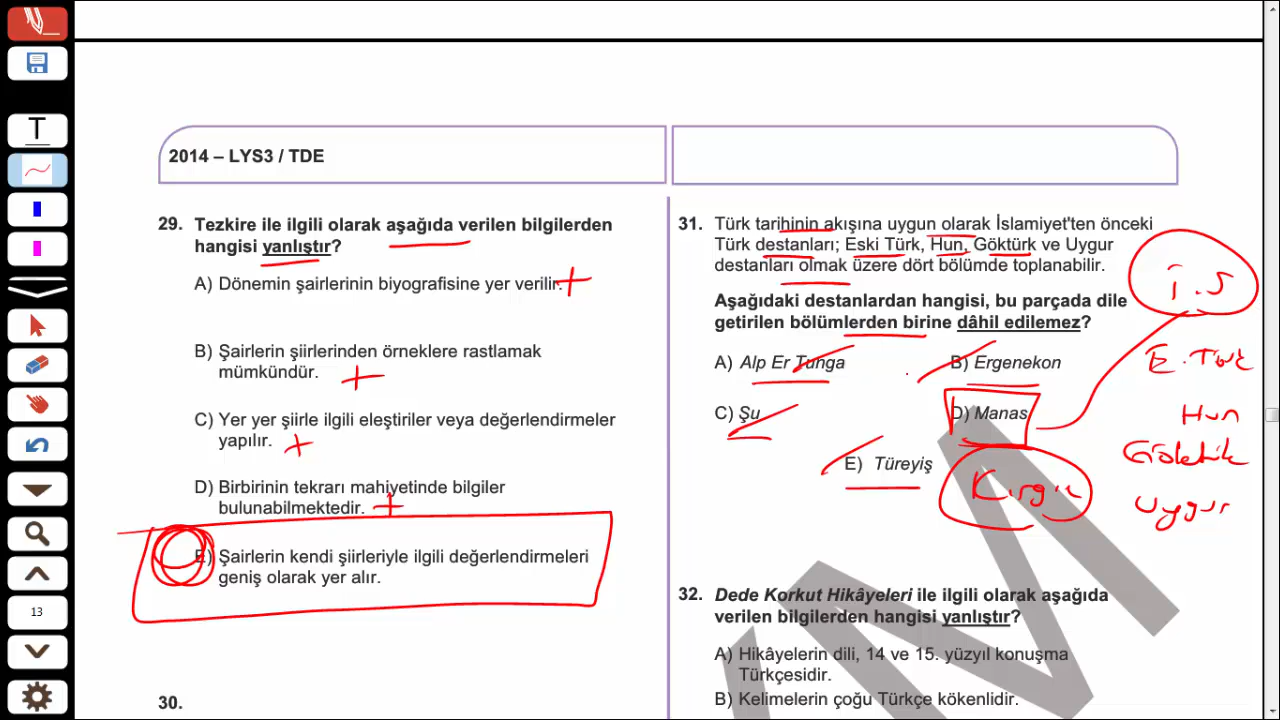 T
2014 – LYS3 / TDE
29. Tezkire ile ilgili olarak aşağıda verilen bilgilerden
hangisi yanlıştır?
A) Dönemin şairlerinin biyografisine yer verilir.
B) Şairlerin şiirlerinden örneklere rastlamak
mümkündür.
C) Yer yer şiirle ilgili eleştiriler veya değerlendirmeler
yapılır.
D) Birbirinin tekrarı mahiyetinde bilgiler
bulunabilmektedir.
E) Şairlerin kendi şiirleriyle ilgili değerlendirmeleri
geniş olarak yer alır.
30.
31. Türk tarihinin akışına uygun olarak İslamiyet'ten önceki
Türk destanları; Eski Türk, Hun, Göktürk ve Uygur
destanları olmak üzere dört bölümde toplanabilir.
Aşağıdaki destanlardan hangisi, bu parçada dile
getirilen bölümlerden birine dâhil edilemez?
A) Alp Er Tunga
B) Ergenekon
C) Şu
D) Manas
E) Türeyiş
İ.S
E. Türk
Hun
Göktürk
Uygur
Kırgız
32. Dede Korkut Hikâyeleri ile ilgili olarak aşağıda
verilen bilgilerden hangisi yanlıştır?
A) Hikâyelerin dili, 14 ve 15. yüzyıl konuşma
Türkçesidir.
B) Kelimelerin çoğu Türkçe kökenlidir.
13